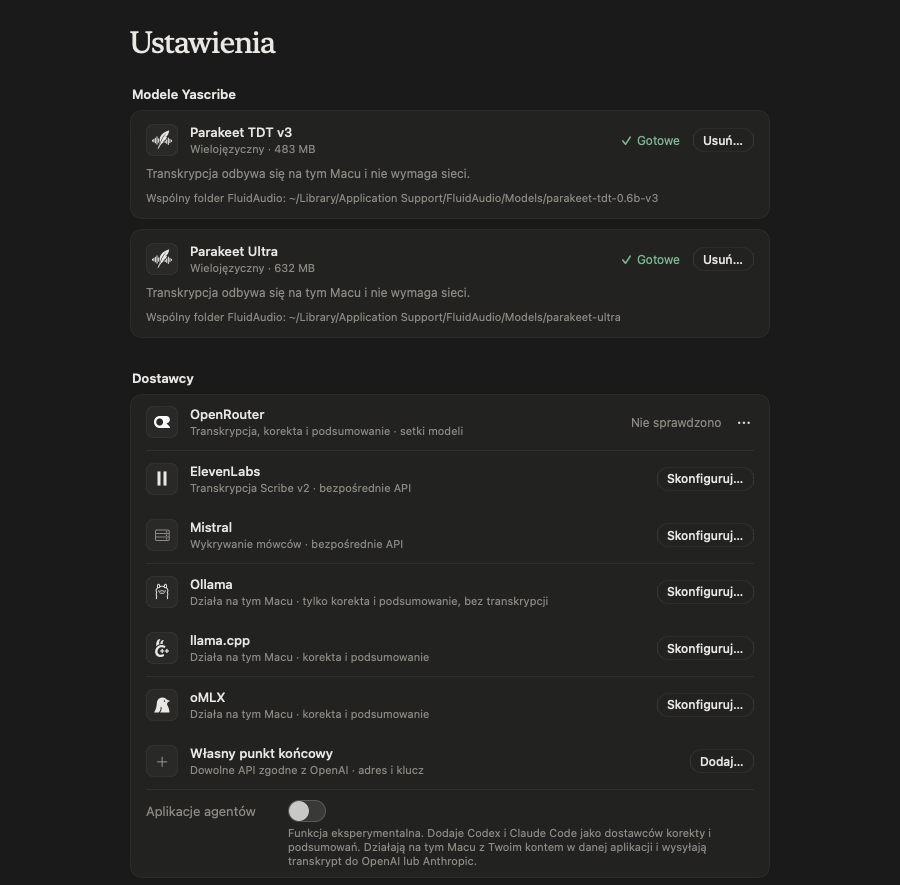 Ustawienia
Modele Yascribe
Parakeet TDT v3
Wielojęzyczny · 483 MB
✓ Gotowe
Usuń...
Transkrypcja odbywa się na tym Macu i nie wymaga sieci.
Wspólny folder FluidAudio: ~/Library/Application Support/FluidAudio/Models/parakeet-tdt-0.6b-v3
Parakeet Ultra
Wielojęzyczny · 632 MB
✓ Gotowe
Usuń...
Transkrypcja odbywa się na tym Macu i nie wymaga sieci.
Wspólny folder FluidAudio: ~/Library/Application Support/FluidAudio/Models/parakeet-ultra
Dostawcy
OpenRouter
Transkrypcja, korekta i podsumowanie · setki modeli
Nie sprawdzono
ElevenLabs
Transkrypcja Scribe v2 · bezpośrednie API
Skonfiguruj...
Mistral
Wykrywanie mówców · bezpośrednie API
Skonfiguruj...
Ollama
Działa na tym Macu · tylko korekta i podsumowanie, bez transkrypcji
Skonfiguruj...
llama.cpp
Działa na tym Macu · korekta i podsumowanie
Skonfiguruj...
oMLX
Działa na tym Macu · korekta i podsumowanie
Skonfiguruj...
Własny punkt końcowy
Dowolne API zgodne z OpenAI · adres i klucz
Dodaj...
Aplikacje agentów
Funkcja eksperymentalna. Dodaje Codex i Claude Code jako dostawców korekty i
podsumowań. Działają na tym Macu z Twoim kontem w danej aplikacji i wysyłają
transkrypt do OpenAI lub Anthropic.